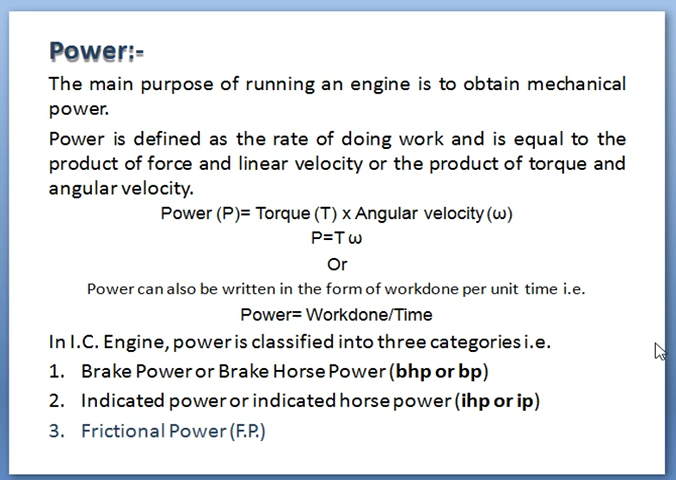 Power:-
The main purpose of running an engine is to obtain mechanical
power.
Power is defined as the rate of doing work and is equal to the
product of force and linear velocity or the product of torque and
angular velocity.
Power (P)= Torque (T) x Angular velocity (ω)
P=T ω
Or
Power can also be written in the form of workdone per unit time i.e.
Power= Workdone/Time
In I.C. Engine, power is classified into three categories i.e.
1. Brake Power or Brake Horse Power (bhp or bp)
2. Indicated power or indicated horse power (ihp or ip)
3. Frictional Power (F.P.)